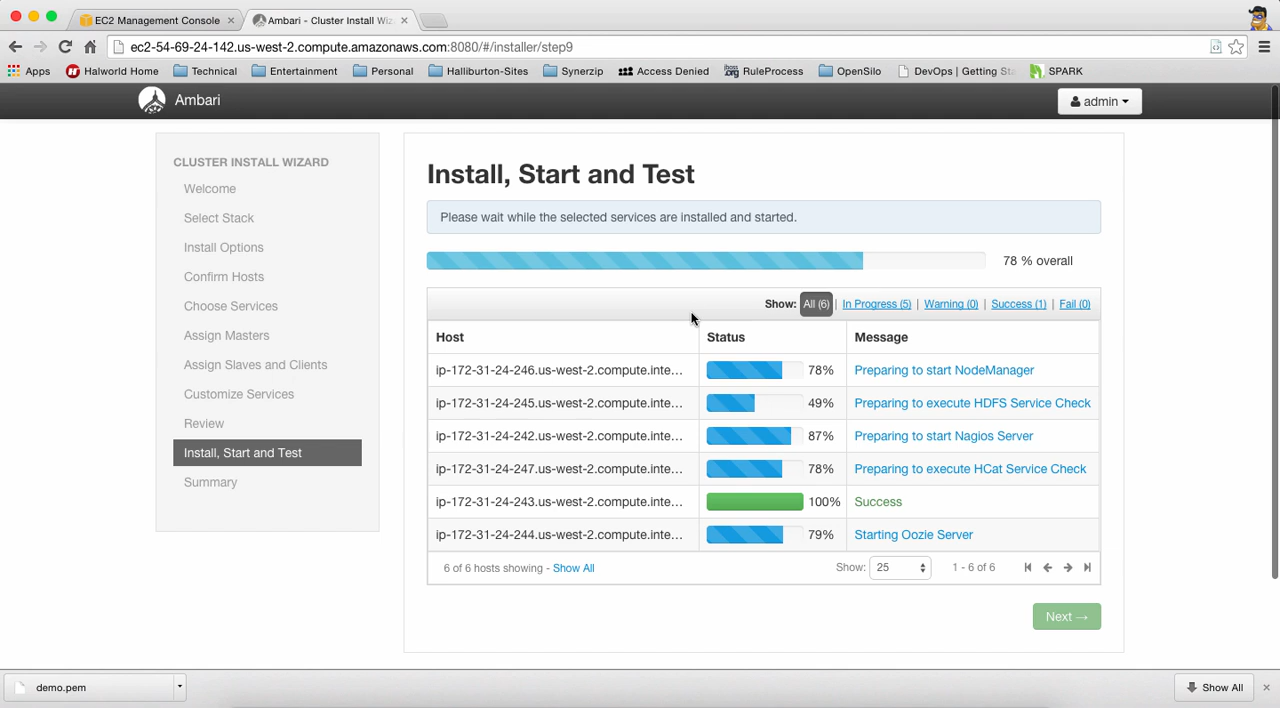 EC2 Management Console
Ambari - Cluster Install Wiz
ec2-54-69-24-142.us-west-2.compute.amazonaws.com:8080/#/installer/step9
Apps Halworld Home Technical Entertainment Personal Halliburton-Sites Synerzip Access Denied RuleProcess OpenSilo DevOps | Getting Sta SPARK
Ambari
admin
CLUSTER INSTALL WIZARD
Welcome
Select Stack
Install Options
Confirm Hosts
Choose Services
Assign Masters
Assign Slaves and Clients
Customize Services
Review
Install, Start and Test
Summary
Install, Start and Test
Please wait while the selected services are installed and started.
78 % overall
Show: All (6) | In Progress (5) | Warning (0) | Success (1) | Fail (0)
Host Status Message
ip-172-31-24-246.us-west-2.compute.inte... 78% Preparing to start NodeManager
ip-172-31-24-245.us-west-2.compute.inte... 49% Preparing to execute HDFS Service Check
ip-172-31-24-242.us-west-2.compute.inte... 87% Preparing to start Nagios Server
ip-172-31-24-247.us-west-2.compute.inte... 78% Preparing to execute HCat Service Check
ip-172-31-24-243.us-west-2.compute.inte... 100% Success
ip-172-31-24-244.us-west-2.compute.inte... 79% Starting Oozie Server
6 of 6 hosts showing - Show All
Show: 25 1 - 6 of 6
Next →
demo.pem
Show All